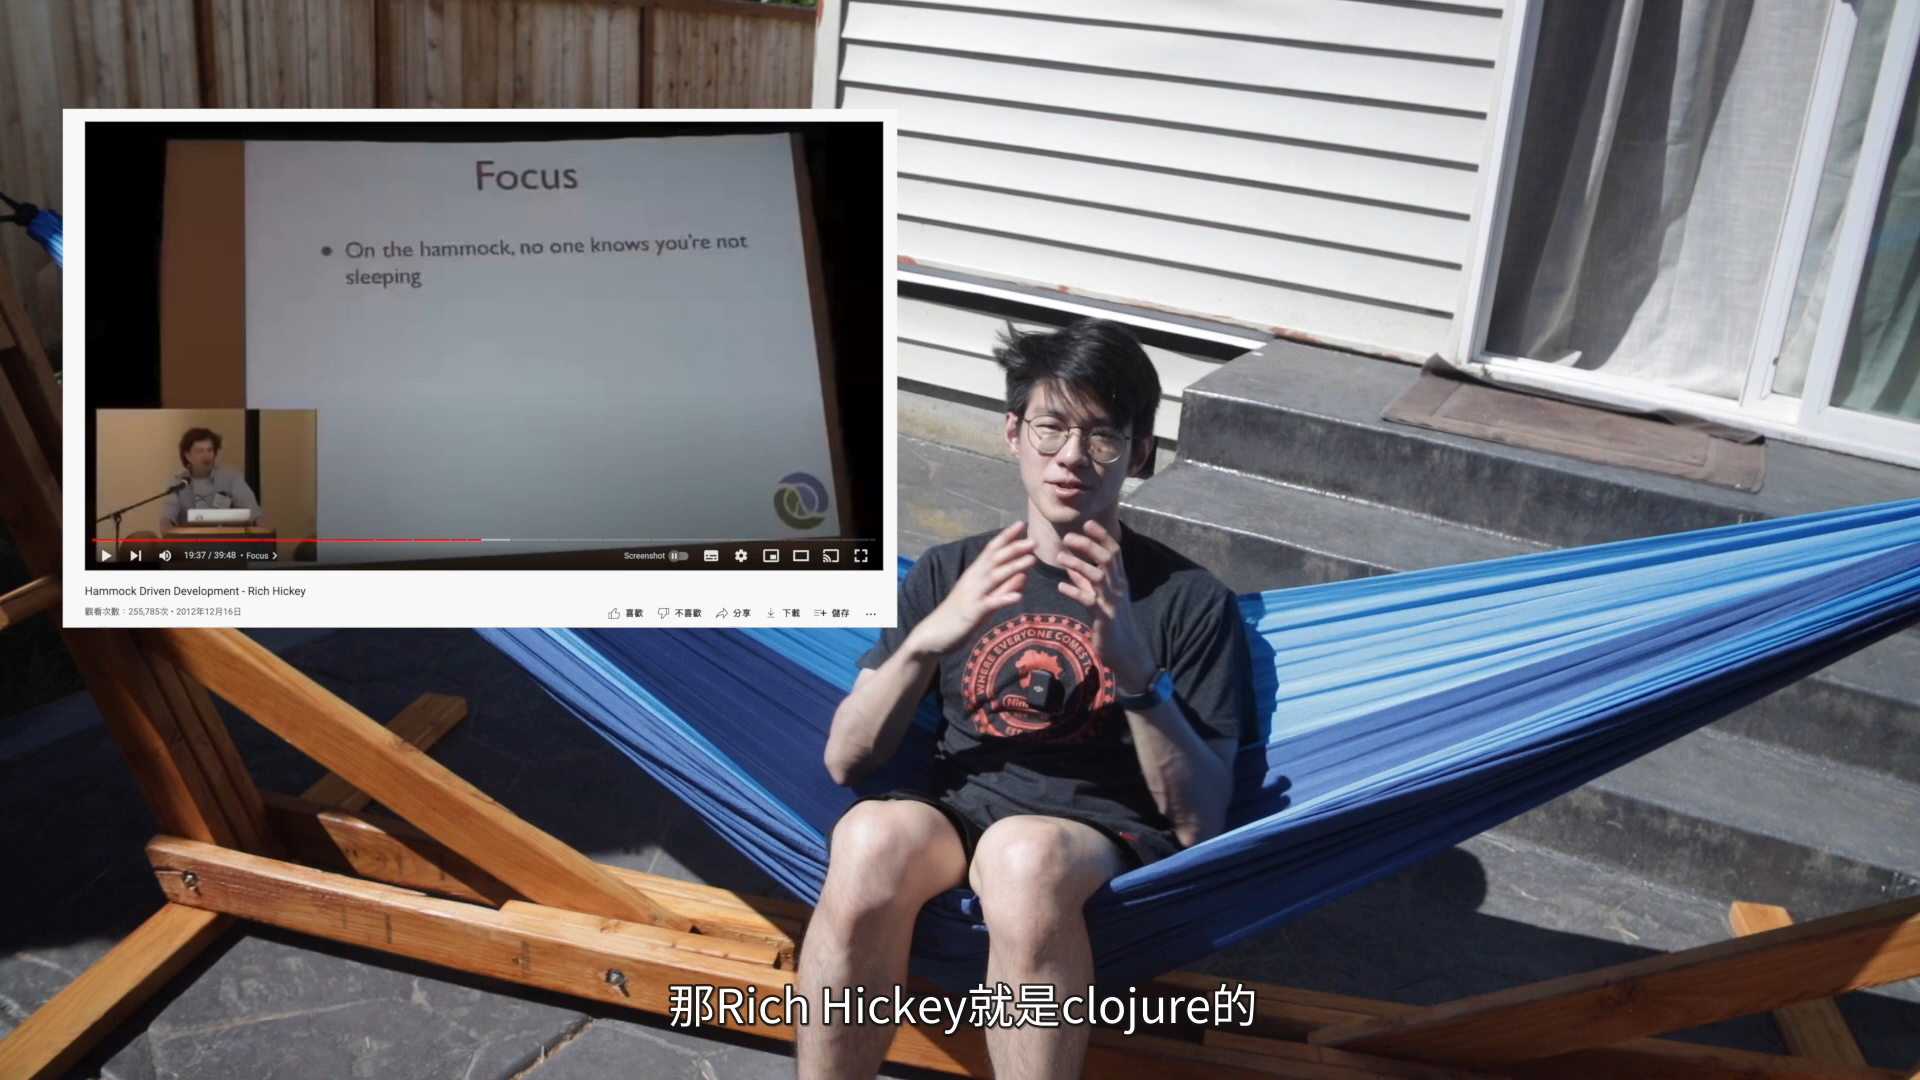 Focus
• On the hammock, no one knows you're not
sleeping
19:37 / 39:48 • Focus
Screenshot
Hammock Driven Development - Rich Hickey
觀看次數：255,785次 • 2012年12月16日
喜歡 不喜歡 分享 下載 儲存 ...
WHERE EVERYONE COMES T
那Rich Hickey就是clojure的